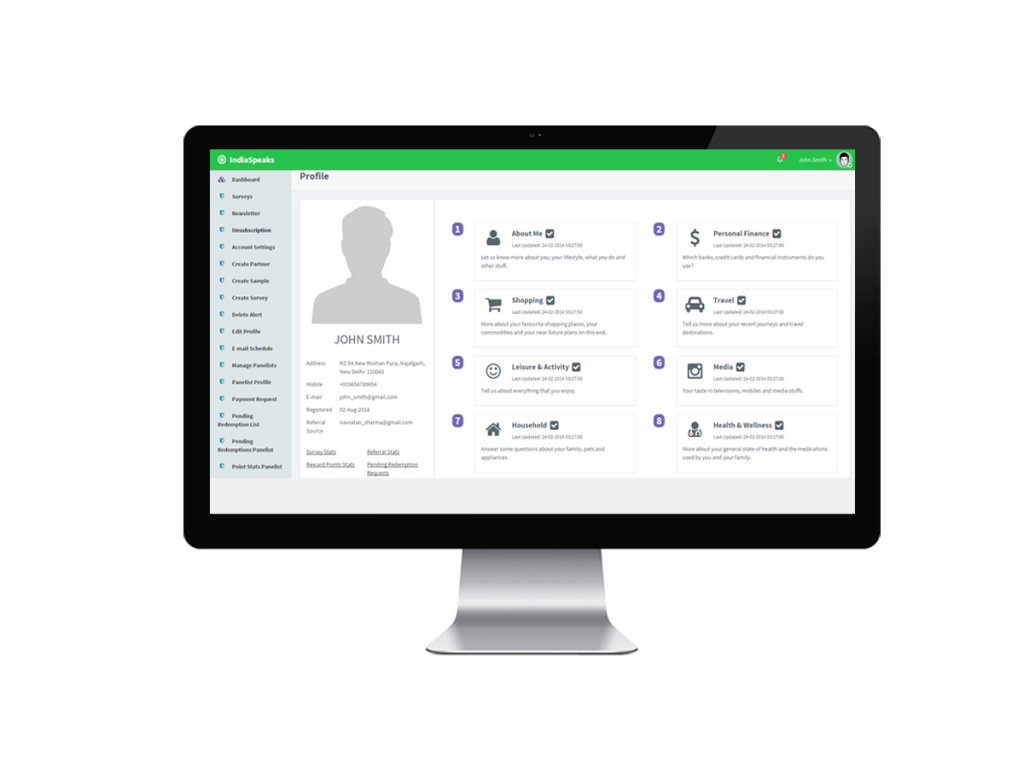 IndiaSpeaks
John.Smith
Dashboard
Surveys
Newsletter
Unsubscription
Account Settings
Create Partner
Create Sample
Create Survey
Delete Alert
Edit Profile
E-mail Schedule
Manage Panelists
Panelist Profile
Payment Request
Pending
Redemption List
Pending
Redemptions Panelist
Point Stats Panelist
Profile
JOHN SMITH
Address RZ-54 New Roshan Pura, Najafgarh,
New Delhi- 110043
Mobile +919654789654
E-mail john_smith@gmail.com
Registered 02-Aug-2014
Referral navratan_sharma@gmail.com
Source
Survey Stats Referral Stats
Reward Points Stats Pending Redemption
Requests
1
About Me
Last Updated: 24-02-2014 03:27:50
Let us know more about you, your lifestyle, what you do and
other stuff.
2
Personal Finance
Last Updated: 24-02-2014 03:27:50
Which banks, credit cards and financial instruments do you
use?
3
Shopping
Last Updated: 24-02-2014 03:27:50
More about your favourite shopping places, your
commodities and your near future plans on this end.
4
Travel
Last Updated: 24-02-2014 03:27:50
Tell us more about your recent journeys and travel
destinations.
5
Leisure & Activity
Last Updated: 24-02-2014 03:27:50
Tell us about everything that you enjoy.
6
Media
Last Updated: 24-02-2014 03:27:50
Your taste in televisions, mobiles and media stuffs.
7
Household
Last Updated: 24-02-2014 03:27:50
Answer some questions about your family, pets and
appliances.
8
Health & Wellness
Last Updated: 24-02-2014 03:27:50
More about your general state of health and the medications
used by you and your family.